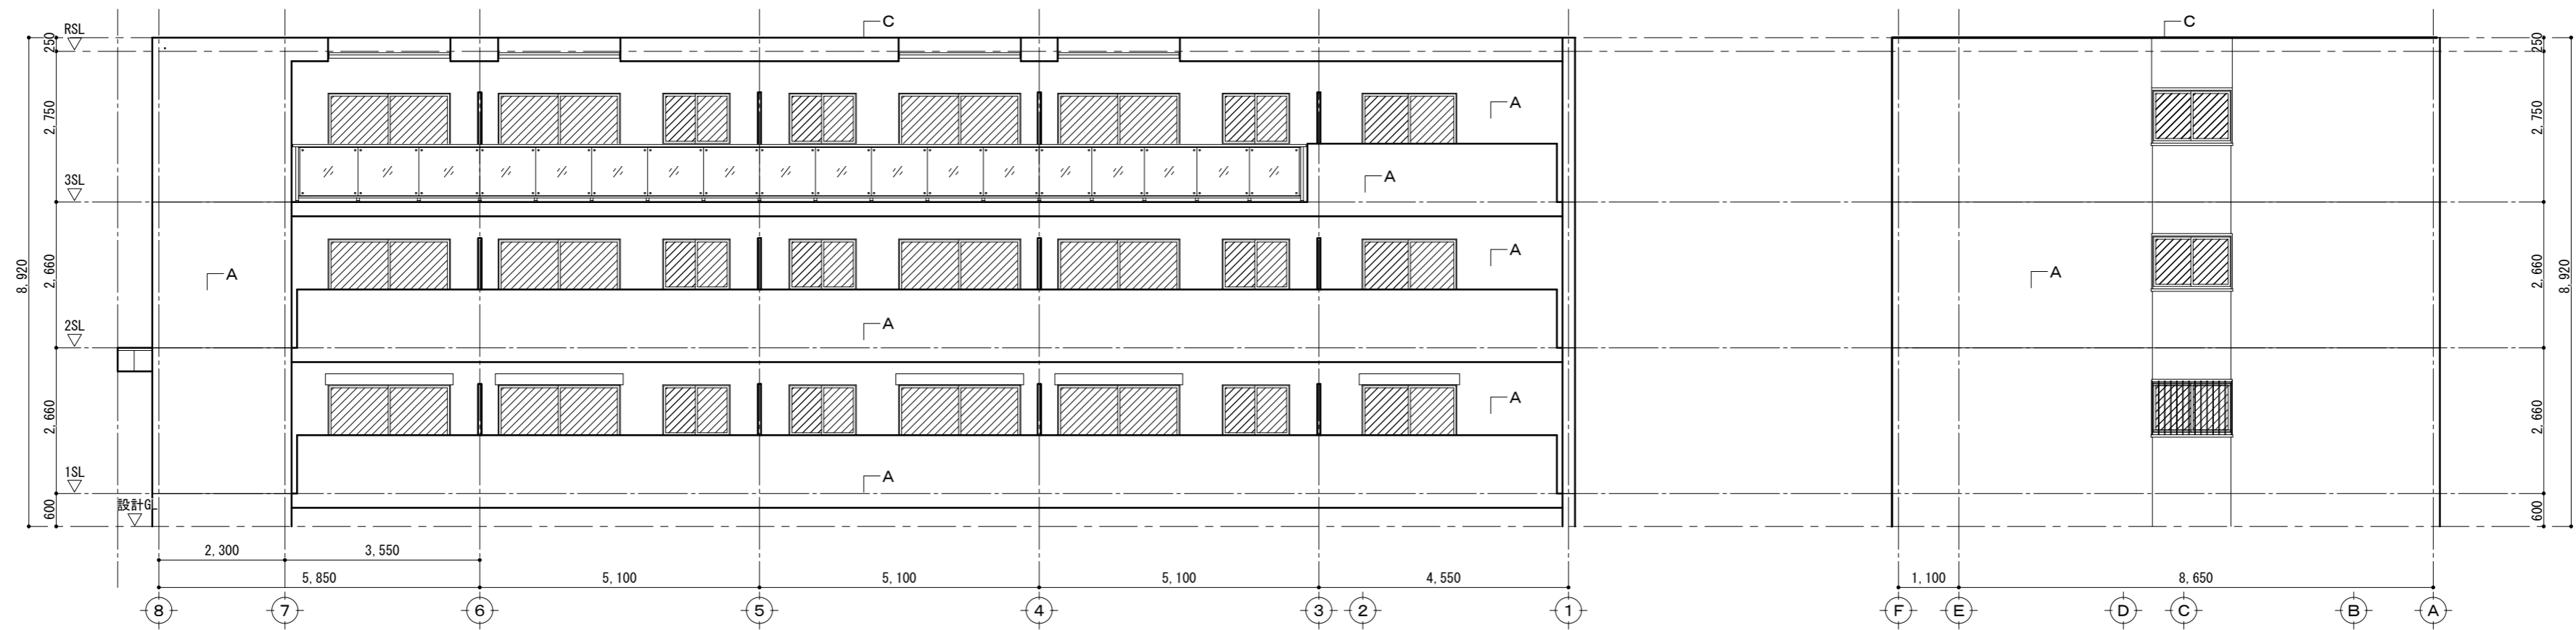 C
C
RSL
250
250
2,750
A
2,750
3SL
A
8,920
2,660
A
A
A
2,660
8,920
2SL
A
2,660
A
2,660
1SL
A
設計GL
600
600
2,300
3,550
5,850
5,100
5,100
5,100
4,550
1,100
8,650
8
7
6
5
4
3
2
1
F
E
D
C
B
A